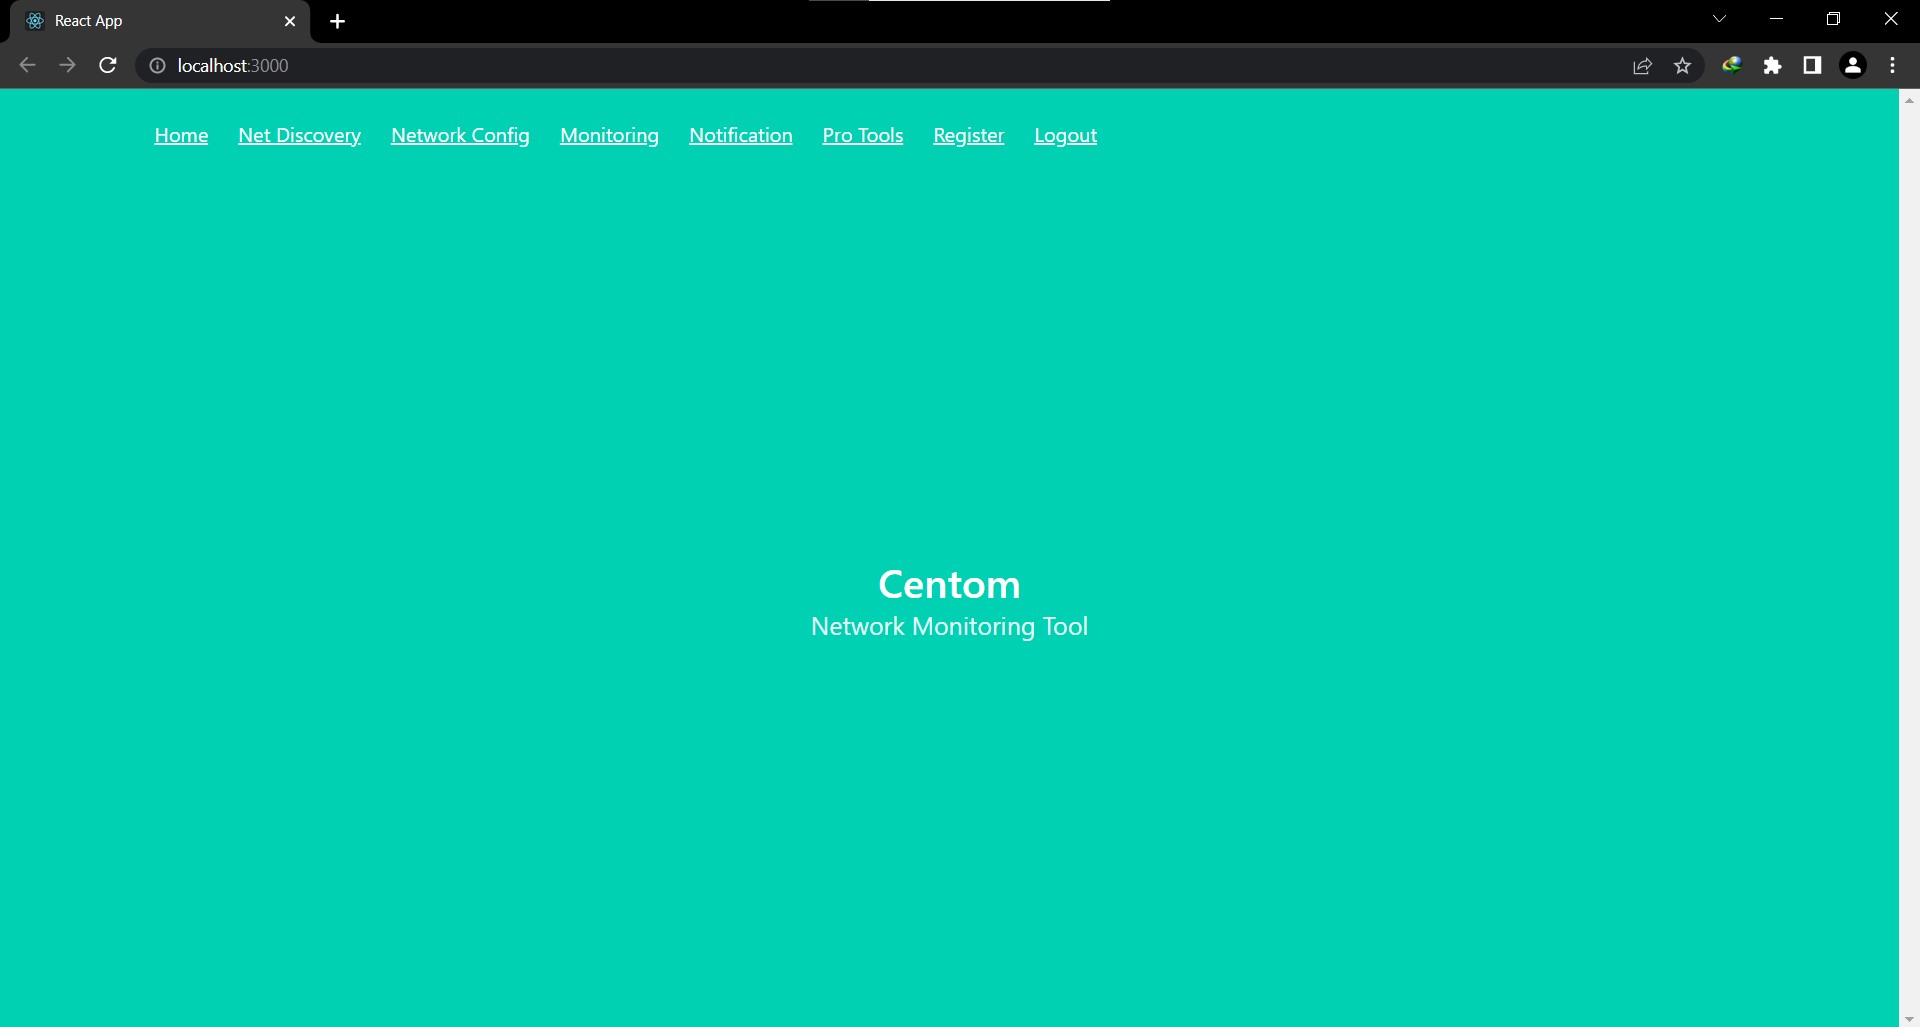 React App
localhost:3000
Home Net Discovery Network Config Monitoring Notification Pro Tools Register Logout
Centom
Network Monitoring Tool